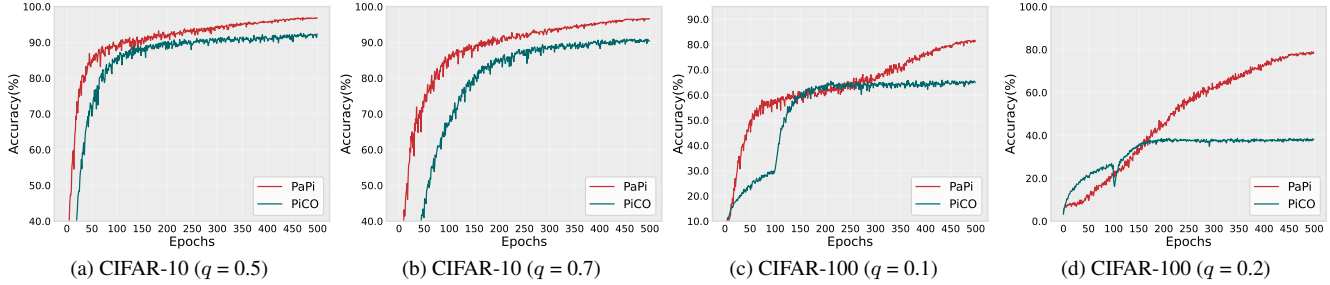 100.0
90.0
80.0
70.0
60.0
50.0
40.0
Accuracy(%)
0 50 100 150 200 250 300 350 400 450 500
Epochs
PaPi
PiCO
(a) CIFAR-10 (q = 0.5)
100.0
90.0
80.0
70.0
60.0
50.0
40.0
Accuracy(%)
0 50 100 150 200 250 300 350 400 450 500
Epochs
PaPi
PiCO
(b) CIFAR-10 (q = 0.7)
90.0
80.0
70.0
60.0
50.0
40.0
30.0
20.0
10.0
Accuracy(%)
0 50 100 150 200 250 300 350 400 450 500
Epochs
PaPi
PiCO
(c) CIFAR-100 (q = 0.1)
100.0
80.0
60.0
40.0
20.0
0.0
Accuracy(%)
0 50 100 150 200 250 300 350 400 450 500
Epochs
PaPi
PiCO
(d) CIFAR-100 (q = 0.2)